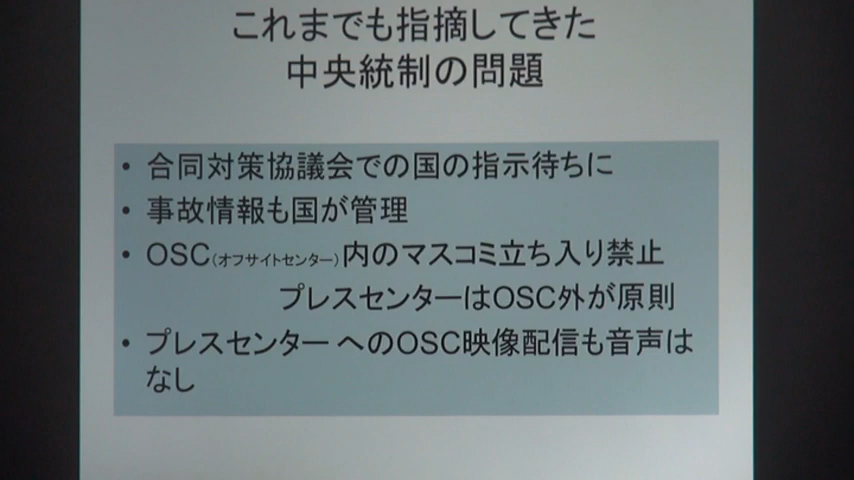 これまでも指摘してきた
中央統制の問題
• 合同対策協議会での国の指示待ちに
• 事故情報も国が管理
• OSC(オフサイトセンター)内のマスコミ立ち入り禁止
プレスセンターはOSC外が原則
• プレスセンター へのOSC映像配信も音声は
なし